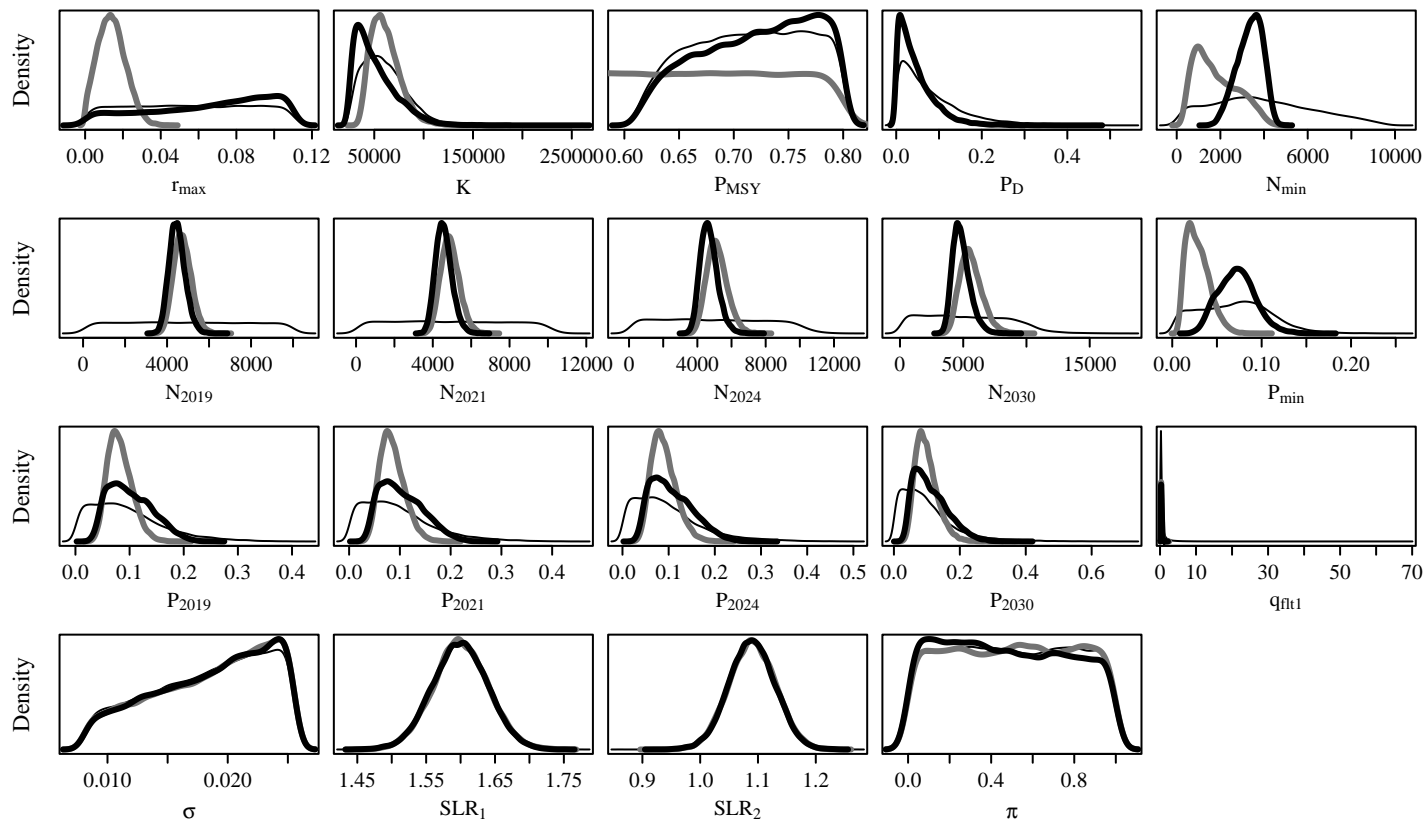 Density
0.00 0.04 0.08 0.12
50000 150000 250000
0.60 0.65 0.70 0.75 0.80
0.0 0.2 0.4
0 2000 6000 10000
r_max
K
P_MSY
P_D
N_min
Density
0 4000 8000
0 4000 8000 12000
0 4000 8000 12000
0 5000 15000
0.00 0.10 0.20
N_2019
N_2021
N_2024
N_2030
P_min
Density
0.0 0.1 0.2 0.3 0.4
0.0 0.1 0.2 0.3 0.4
0.0 0.1 0.2 0.3 0.4 0.5
0.0 0.2 0.4 0.6
0 10 30 50 70
P_2019
P_2021
P_2024
P_2030
q_flt1
Density
0.010 0.020
1.45 1.55 1.65 1.75
0.9 1.0 1.1 1.2
0.0 0.4 0.8
σ
SLR_1
SLR_2
π